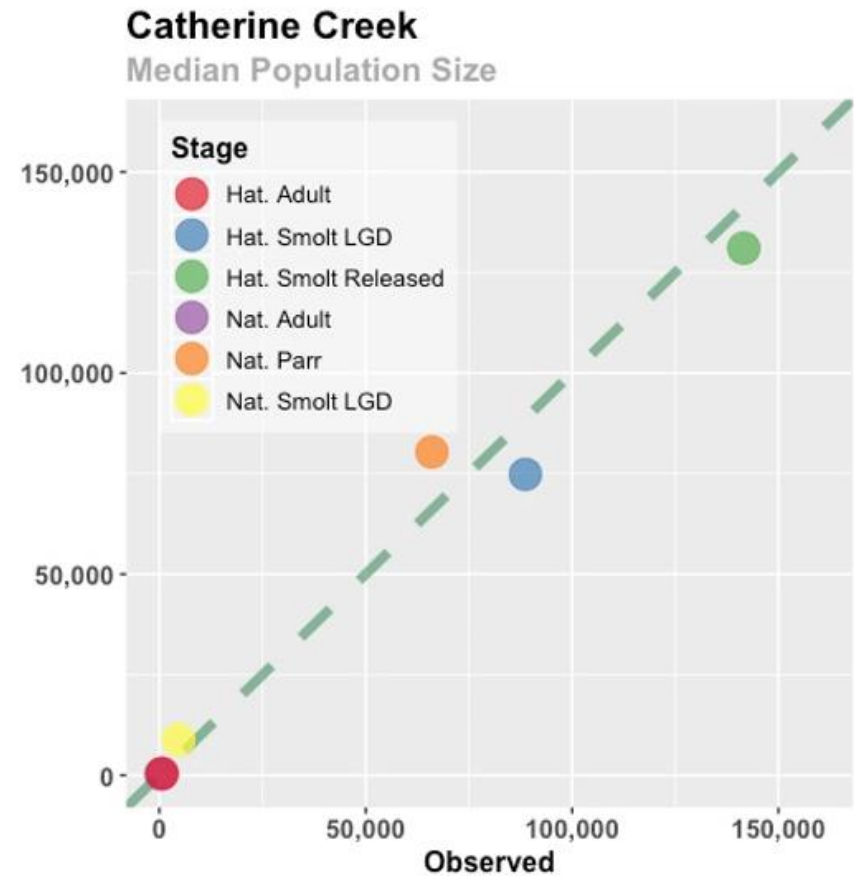 Catherine Creek
Median Population Size
Stage
Hat. Adult
Hat. Smolt LGD
Hat. Smolt Released
Nat. Adult
Nat. Parr
Nat. Smolt LGD
150,000
100,000
50,000
0
0 50,000 100,000 150,000
Observed